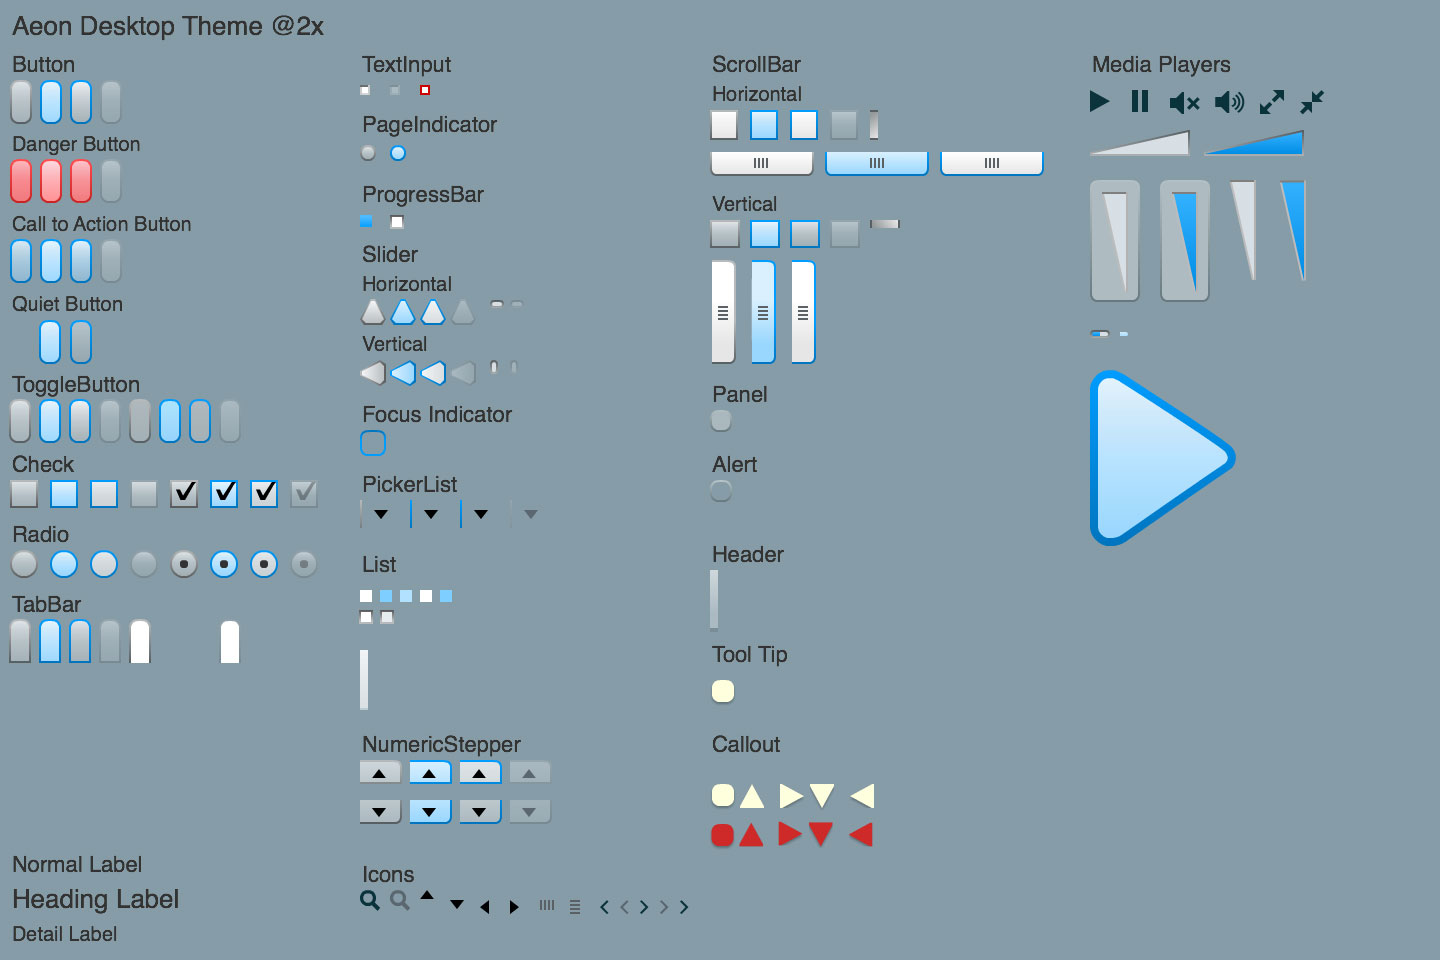 Aeon Desktop Theme @2x
Button
Danger Button
Call to Action Button
Quiet Button
ToggleButton
Check
Radio
TabBar
Normal Label
Heading Label
Detail Label
TextInput
PageIndicator
ProgressBar
Slider
Horizontal
Vertical
Focus Indicator
PickerList
List
NumericStepper
Icons
ScrollBar
Horizontal
Vertical
Panel
Alert
Header
Tool Tip
Callout
Media Players